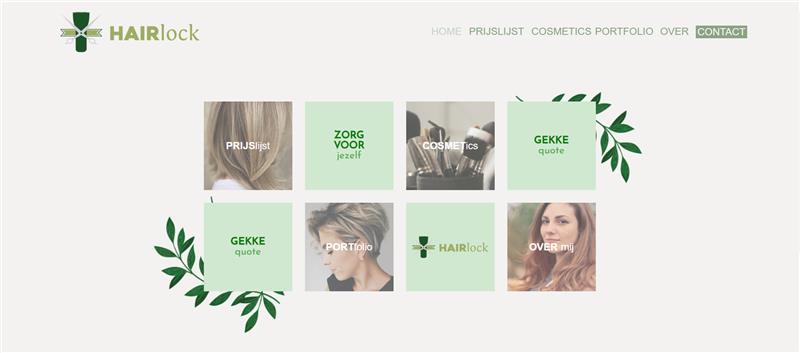 HAIRlock
HOME PRIJSLIJST COSMETICS PORTFOLIO OVER CONTACT
PRIJSlijst
ZORG
VOOR
jezelf
COSMETics
GEKKE
quote
GEKKE
quote
PORTfolio
HAIRlock
OVER mij